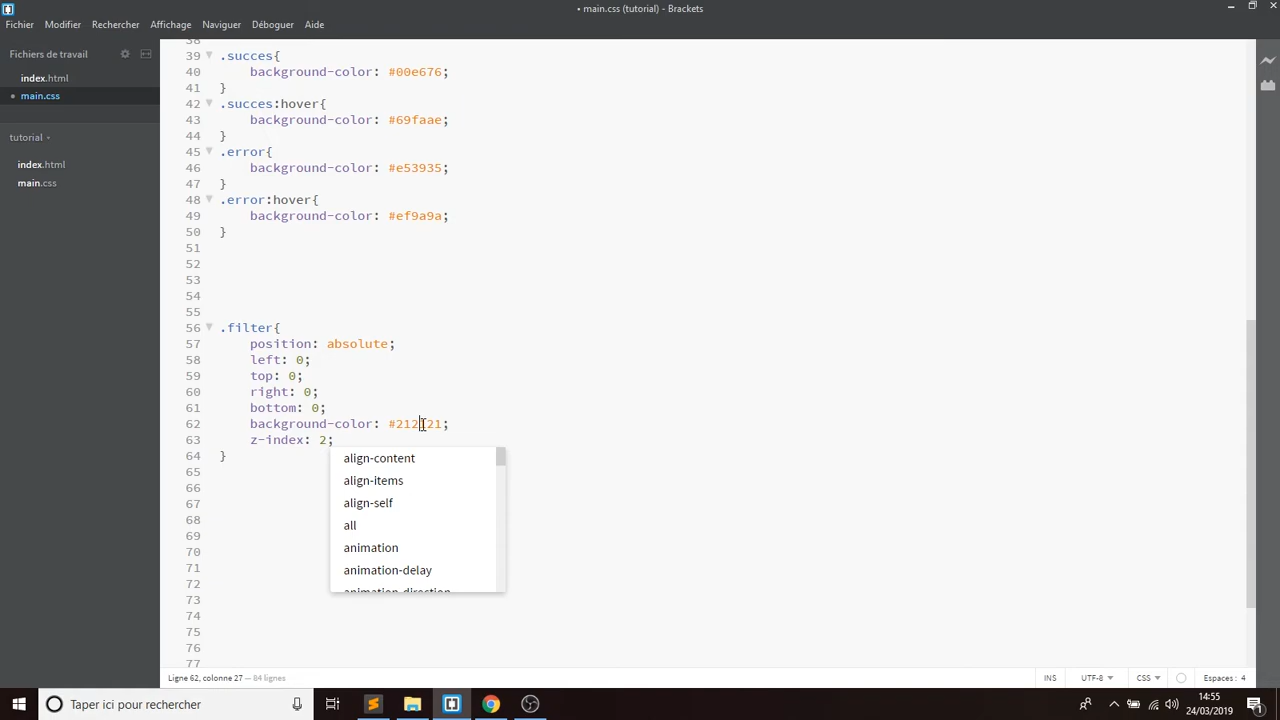 • main.css (tutorial) - Brackets
Fichier Modifier Rechercher Affichage Naviguer Déboguer Aide
Fichiers de travail
index.html
• main.css
tutorial
index.html
main.css
38
39 .succes{
40 background-color: #00e676;
41 }
42 .succes:hover{
43 background-color: #69faae;
44 }
45 .error{
46 background-color: #e53935;
47 }
48 .error:hover{
49 background-color: #ef9a9a;
50 }
51
52
53
54
55
56 .filter{
57 position: absolute;
58 left: 0;
59 top: 0;
60 right: 0;
61 bottom: 0;
62 background-color: #212121;
63 z-index: 2;
64 }
65
66
67
68
69
70
71
72
73
74
75
76
77
align-content
align-items
align-self
all
animation
animation-delay
animation-direction
Ligne 62, colonne 27 — 84 lignes
INS UTF-8 CSS Espaces : 4
Taper ici pour rechercher
14:55
24/03/2019
1